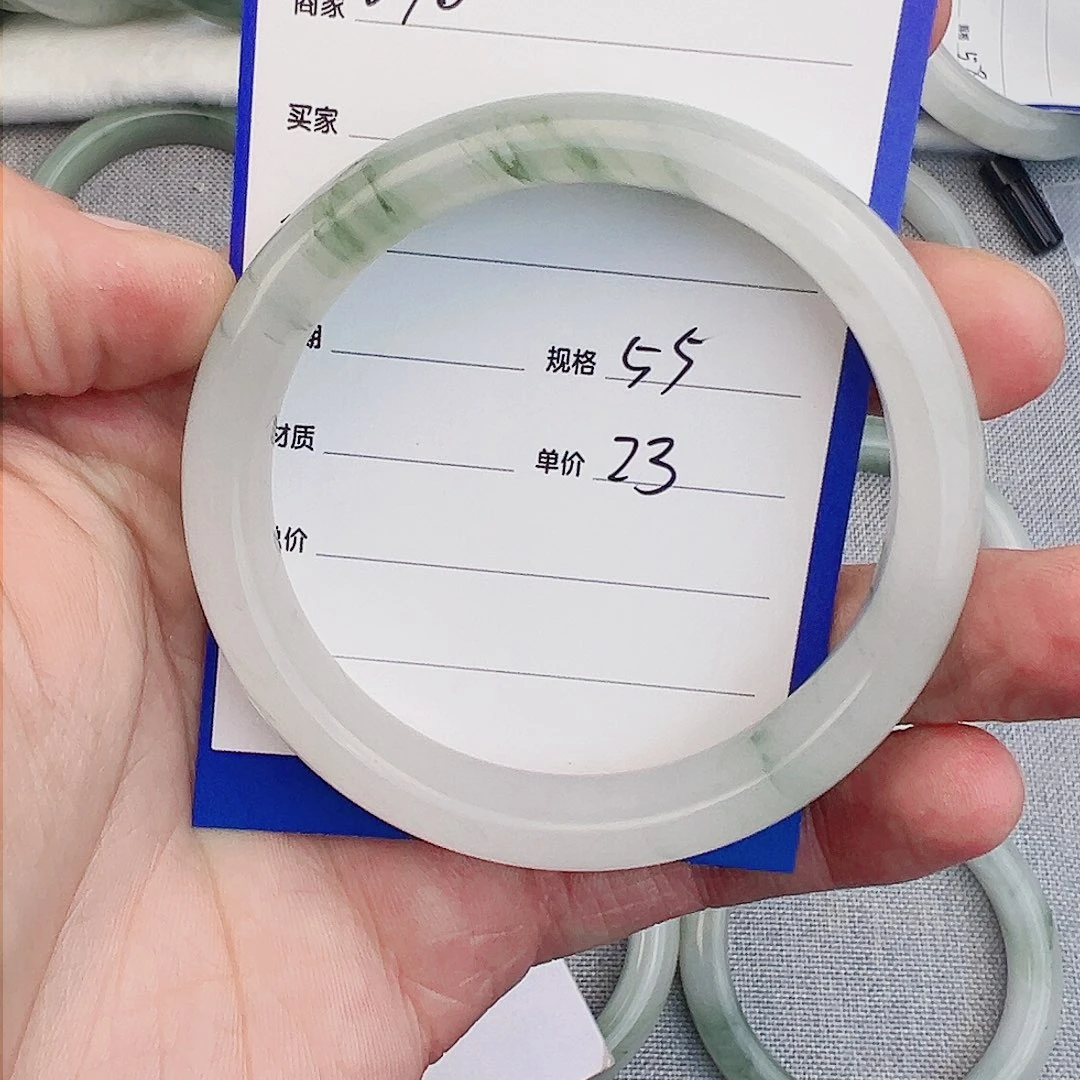 商家
买家
规格 55
材质 单价 23
价